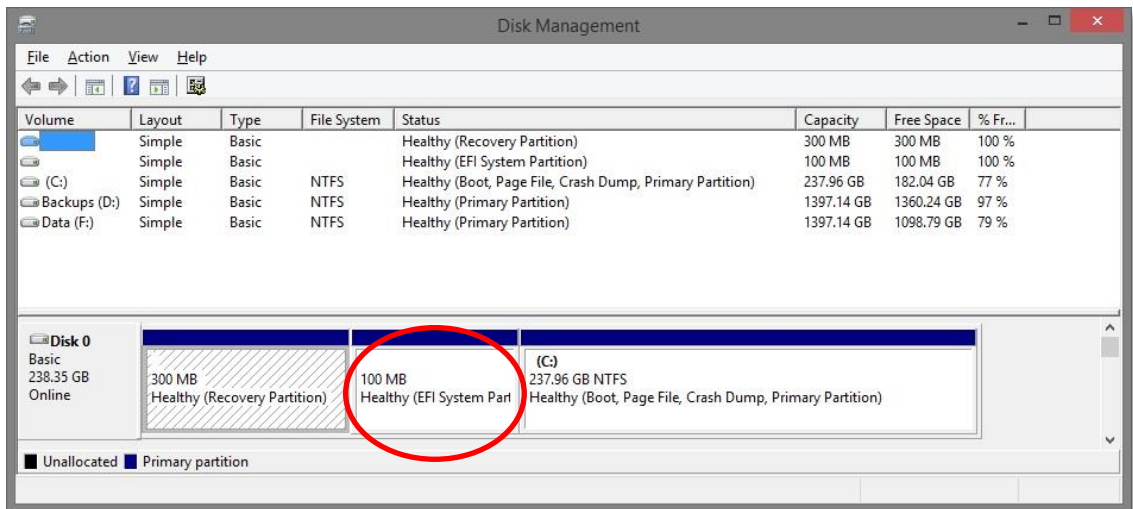 Disk Management
File Action View Help
Volume Layout Type File System Status Capacity Free Space % Fr...
Simple Basic Healthy (Recovery Partition) 300 MB 300 MB 100 %
Simple Basic Healthy (EFI System Partition) 100 MB 100 MB 100 %
(C:) Simple Basic NTFS Healthy (Boot, Page File, Crash Dump, Primary Partition) 237.96 GB 182.04 GB 77 %
Backups (D:) Simple Basic NTFS Healthy (Primary Partition) 1397.14 GB 1360.24 GB 97 %
Data (F:) Simple Basic NTFS Healthy (Primary Partition) 1397.14 GB 1098.79 GB 79 %
Disk 0
Basic
238.35 GB
Online
300 MB
Healthy (Recovery Partition)
100 MB
Healthy (EFI System Part
(C:)
237.96 GB NTFS
Healthy (Boot, Page File, Crash Dump, Primary Partition)
Unallocated Primary partition